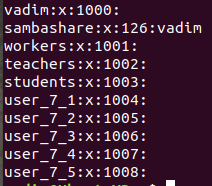 vadim:x:1000:
sambashare:x:126:vadim
workers:x:1001:
teachers:x:1002:
students:x:1003:
user_7_1:x:1004:
user_7_2:x:1005:
user_7_3:x:1006:
user_7_4:x:1007:
user_7_5:x:1008: